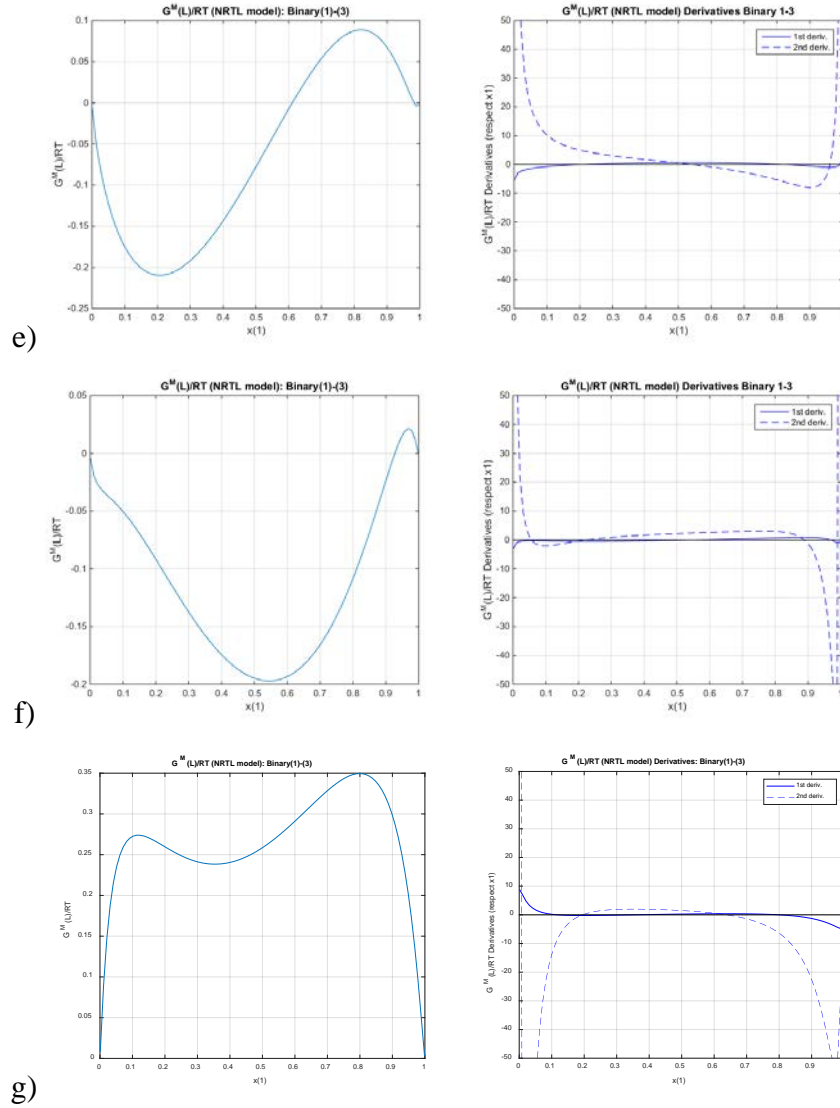 G^M(L)/RT (NRTL model): Binary(1)-(3)
0.1
0.05
0
-0.05
-0.1
-0.15
-0.2
-0.25
G^M(L)/RT
0 0.1 0.2 0.3 0.4 0.5 0.6 0.7 0.8 0.9 1
x(1)
G^M(L)/RT (NRTL model) Derivatives Binary 1-3
1st deriv.
2nd deriv.
50
40
30
20
10
0
-10
-20
-30
-40
-50
G^M(L)/RT Derivatives (respect x1)
0 0.1 0.2 0.3 0.4 0.5 0.6 0.7 0.8 0.9 1
x(1)
e)
G^M(L)/RT (NRTL model): Binary(1)-(3)
0.05
0
-0.05
-0.1
-0.15
-0.2
G^M(L)/RT
0 0.1 0.2 0.3 0.4 0.5 0.6 0.7 0.8 0.9 1
x(1)
G^M(L)/RT (NRTL model) Derivatives Binary 1-3
1st deriv.
2nd deriv.
50
40
30
20
10
0
-10
-20
-30
-40
-50
G^M(L)/RT Derivatives (respect x1)
0 0.1 0.2 0.3 0.4 0.5 0.6 0.7 0.8 0.9 1
x(1)
f)
G^M (L)/RT (NRTL model): Binary(1)-(3)
0.35
0.3
0.25
0.2
0.15
0.1
0.05
0
G^M (L)/RT
0 0.1 0.2 0.3 0.4 0.5 0.6 0.7 0.8 0.9 1
x(1)
G^M (L)/RT (NRTL model) Derivatives: Binary(1)-(3)
1st deriv.
2nd deriv.
50
40
30
20
10
0
-10
-20
-30
-40
-50
G^M (L)/RT Derivatives (respect x1)
0 0.1 0.2 0.3 0.4 0.5 0.6 0.7 0.8 0.9 1
x(1)
g)